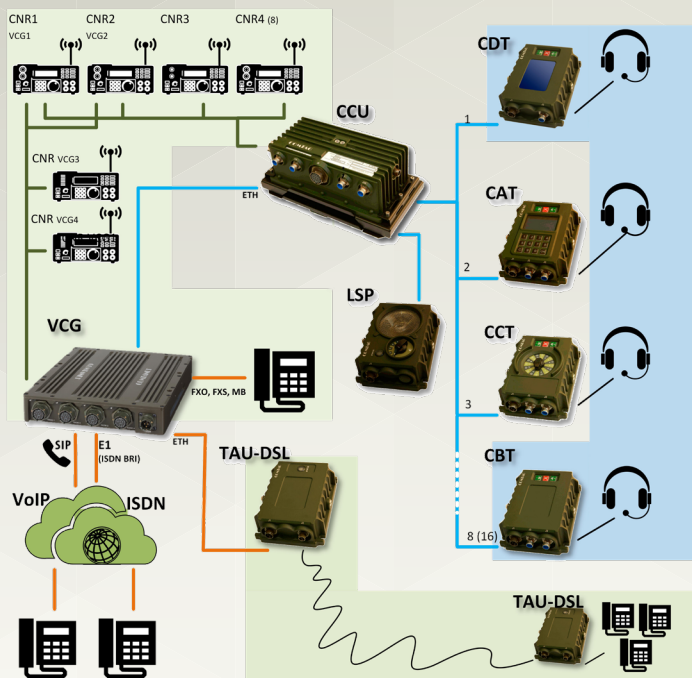 CNR1
VCG1
CNR2
VCG2
CNR3
CNR4 (8)
CDT
CCU
1
CNR VCG3
ETH
CAT
CNR VCG4
2
LSP
VCG
CCT
FXO, FXS, MB
3
SIP
E1
(ISDN BRI)
ETH
TAU-DSL
CBT
VoIP
ISDN
8 (16)
TAU-DSL